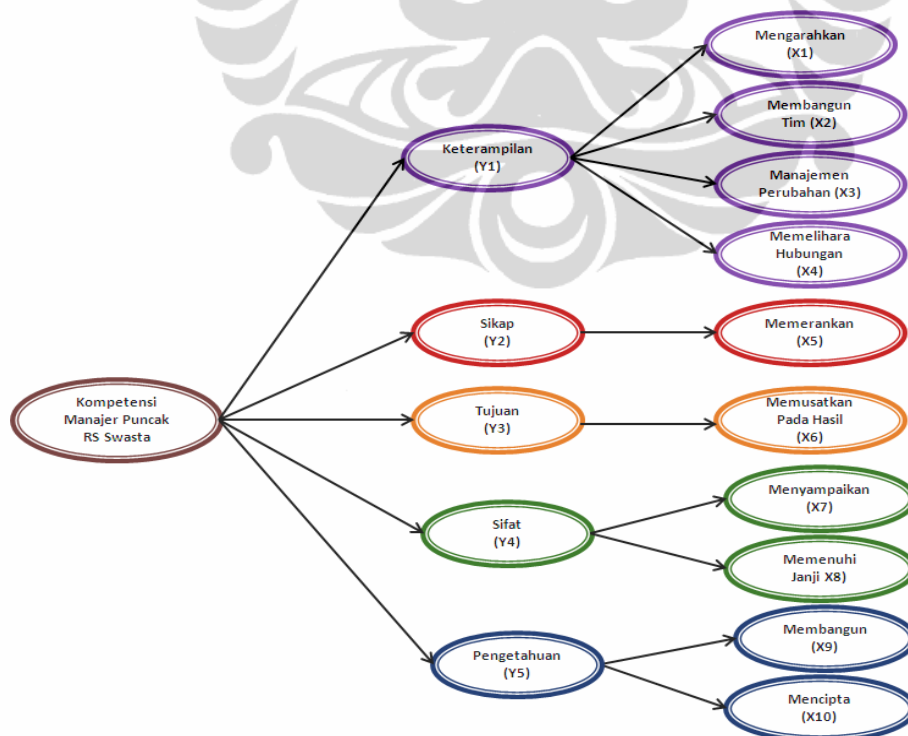 Mengarahkan
(X1)
Membangun
Tim (X2)
Keterampilan
(Y1)
Manajemen
Perubahan (X3)
Memelihara
Hubungan
(X4)
Sikap
(Y2)
Memerankan
(X5)
Kompetensi
Manajer Puncak
RS Swasta
Tujuan
(Y3)
Memusatkan
Pada Hasil
(X6)
Menyampaikan
(X7)
Sifat
(Y4)
Memenuhi
Janji X8)
Membangun
(X9)
Pengetahuan
(Y5)
Mencipta
(X10)